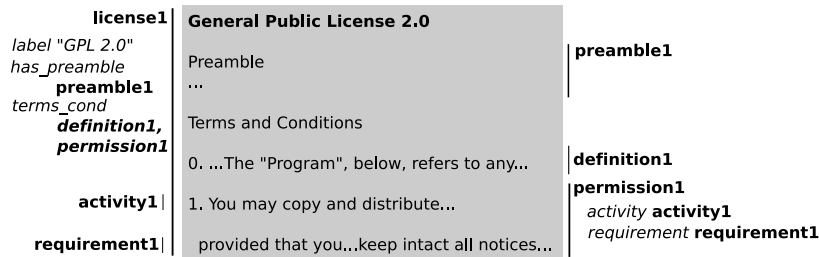 license1
label "GPL 2.0"
has_preamble
preamble1
terms_cond
definition1,
permission1
activity1
requirement1
General Public License 2.0
Preamble
...
Terms and Conditions
0. ...The "Program", below, refers to any...
1. You may copy and distribute...
provided that you...keep intact all notices...
preamble1
definition1
permission1
activity activity1
requirement requirement1